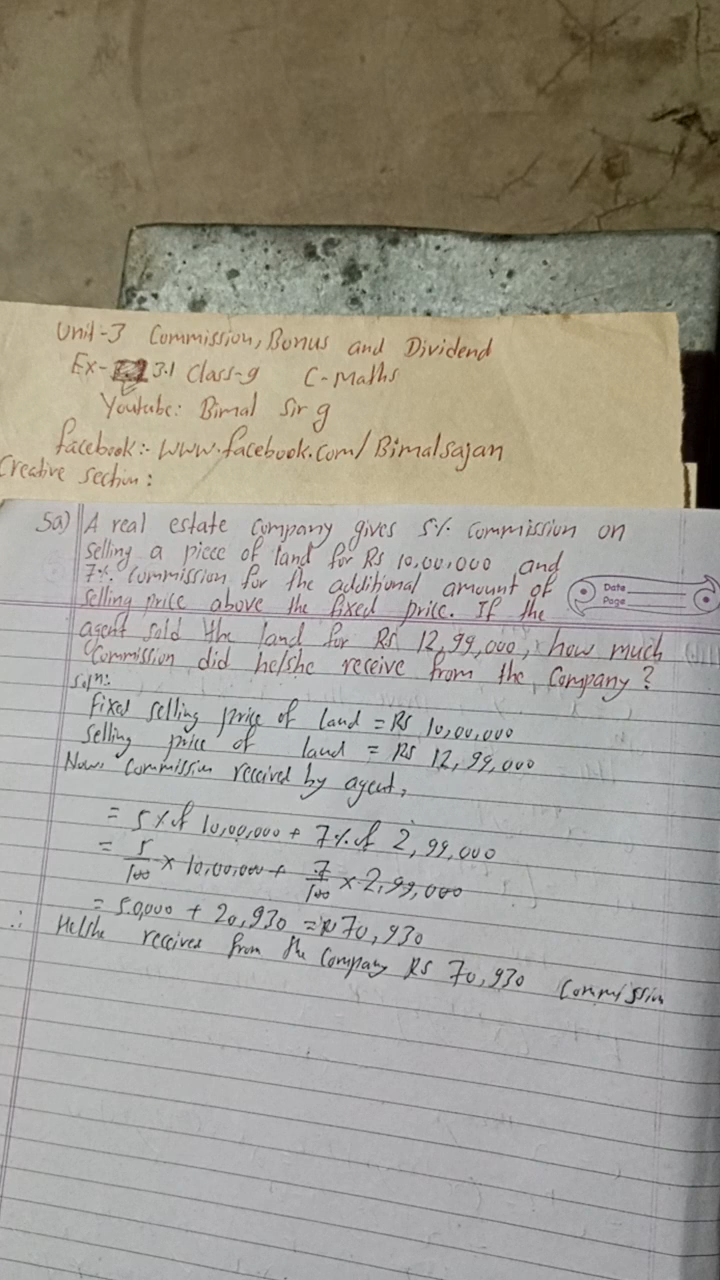 Unit-3 Commission, Bonus and Dividend
Ex- 3.1 Class-9 C-Maths
Youtube: Bimal Sir g
facebook:- www.facebook.com/Bimalsajan
Creative section:
5a) A real estate company gives 5% commission on
selling a piece of land for Rs 10,00,000 and
7% commission for the additional amount of
selling price above the fixed price. If the
Date
Page
agent sold the land for Rs 12,99,000, how much
commission did he/she receive from the company?
Soln:
Fixed selling price of land = Rs 10,00,000
Selling price of land = Rs 12,99,000
Now, Commission received by agent,
= 5% of 10,00,000 + 7% of 2,99,000
= 5/100 × 10,00,000 + 7/100 × 2,99,000
= 50,000 + 20,930 = Rs 70,930
∴ He/she received from the company Rs 70,930 Commission